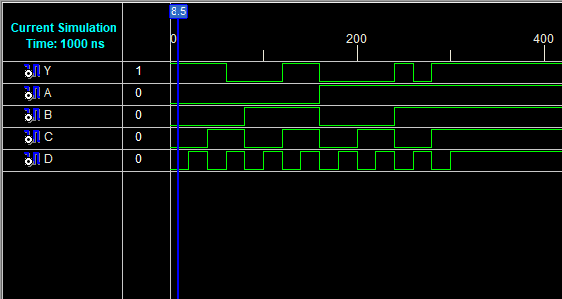 8.5
Current Simulation
Time: 1000 ns
0 200 400
Y 1
A 0
B 0
C 0
D 0